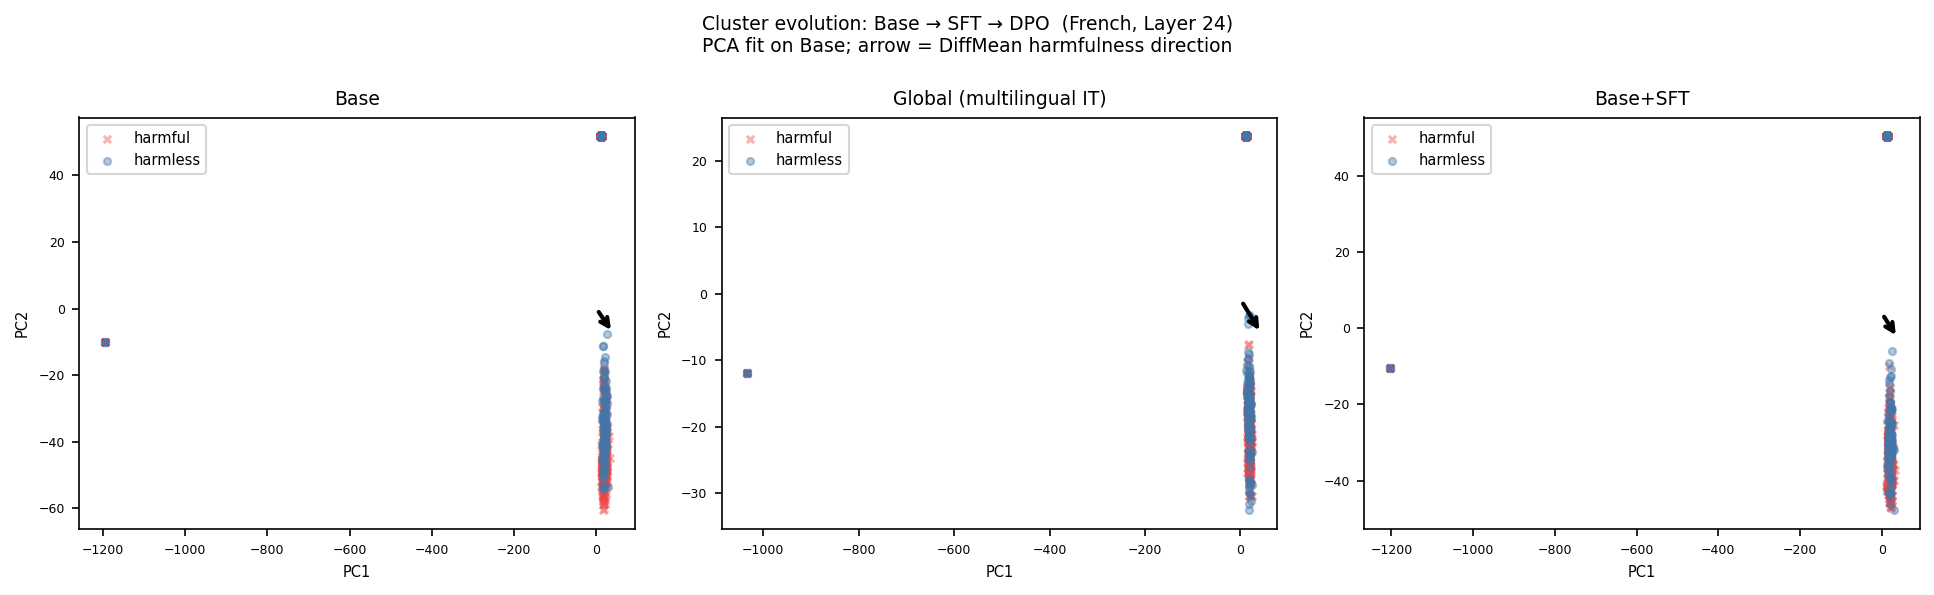 Cluster evolution: Base → SFT → DPO  (French, Layer 24)
PCA fit on Base; arrow = DiffMean harmfulness direction
Base
harmful
harmless
40
20
0
−20
−40
−60
PC2
−1200
−1000
−800
−600
−400
−200
0
PC1
Global (multilingual IT)
harmful
harmless
20
10
0
−10
−20
−30
PC2
−1000
−800
−600
−400
−200
0
PC1
Base+SFT
harmful
harmless
40
20
0
−20
−40
PC2
−1200
−1000
−800
−600
−400
−200
0
PC1